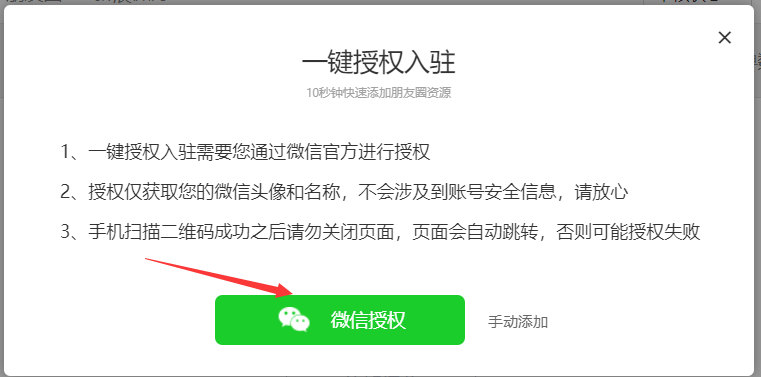 一键授权入驻
10秒钟快速添加朋友圈资源
1、一键授权入驻需要您通过微信官方进行授权
2、授权仅获取您的微信头像和名称，不会涉及到账号安全信息，请放心
3、手机扫描二维码成功之后请勿关闭页面，页面会自动跳转，否则可能授权失败
微信授权
手动添加